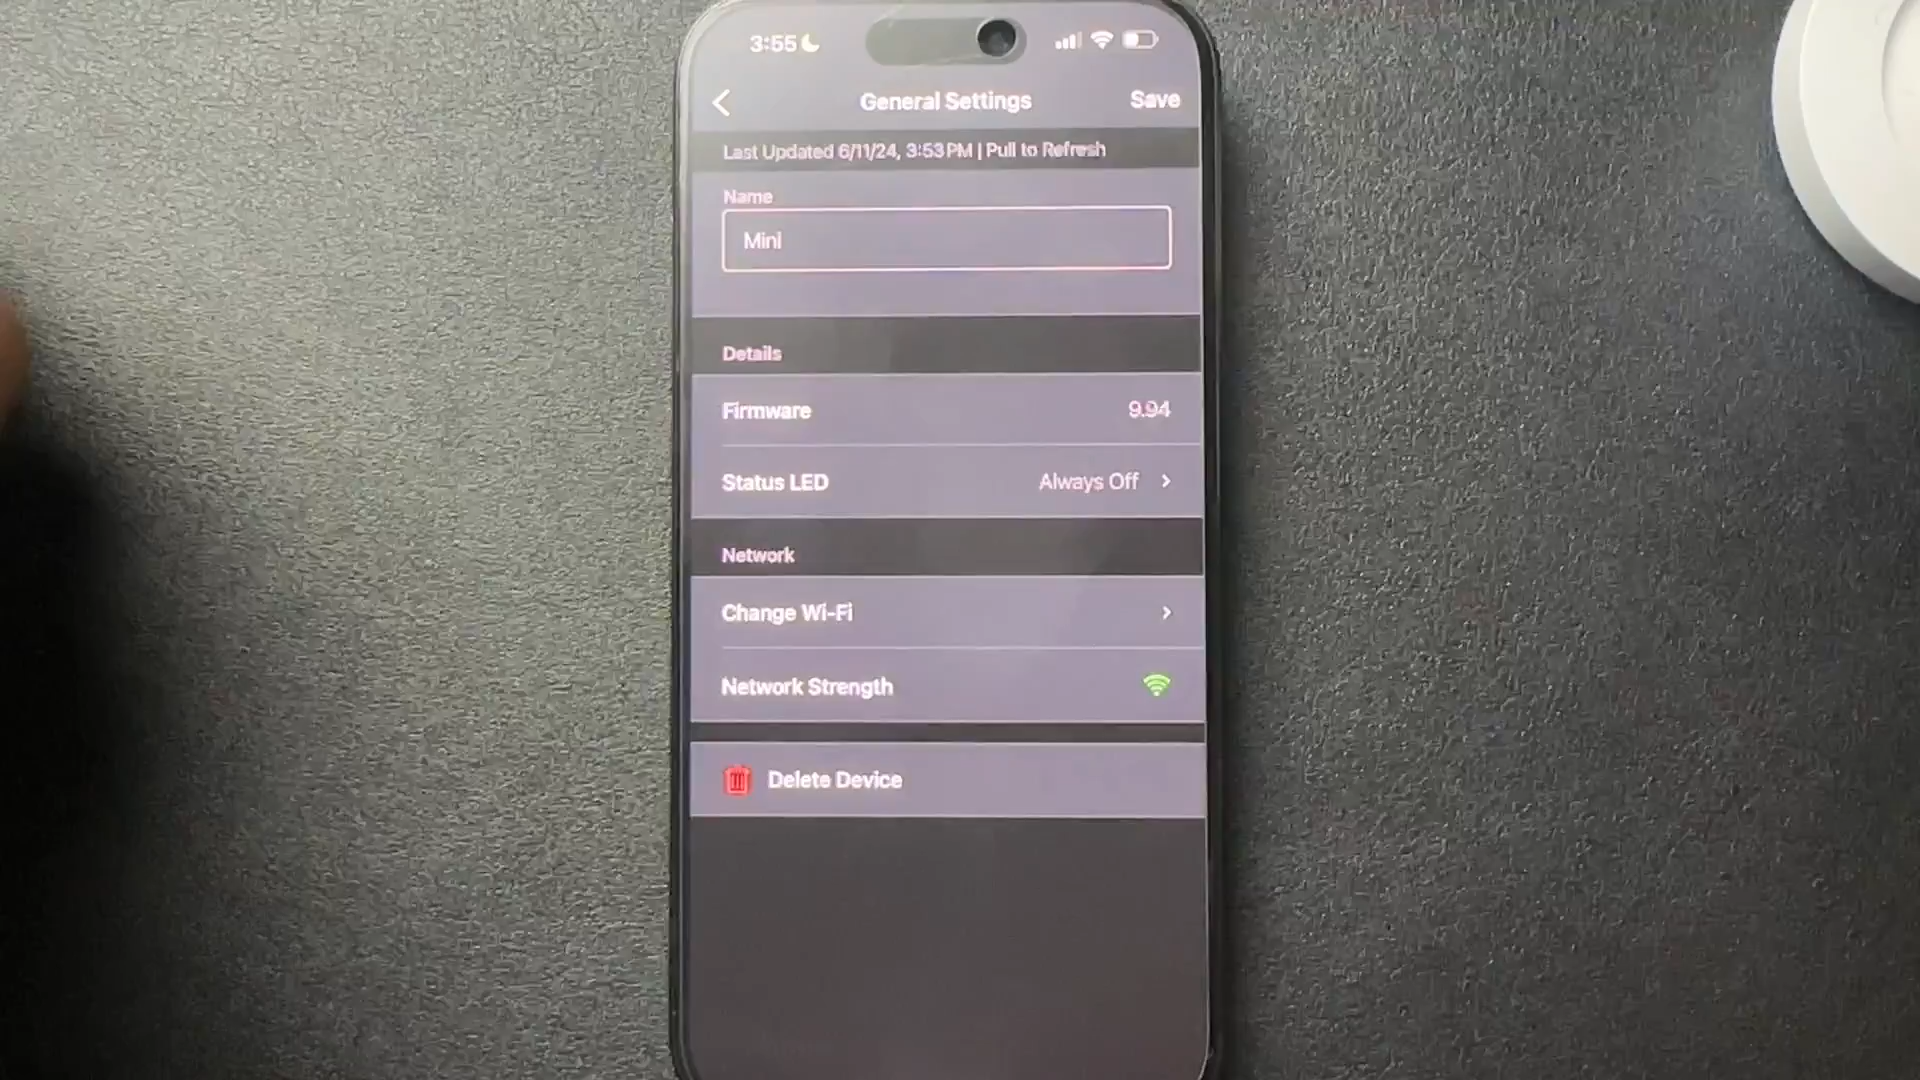 3:55
General Settings
Save
Last Updated 6/11/24, 3:53 PM | Pull to Refresh
Name
Mini
Details
Firmware 9.94
Status LED Always Off
Network
Change Wi-Fi
Network Strength
Delete Device